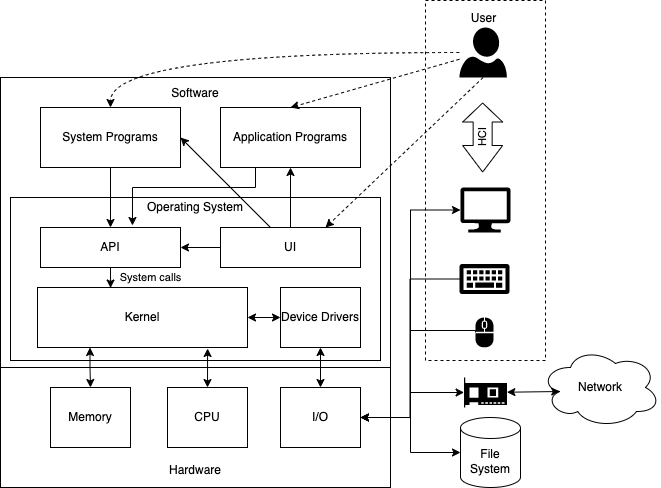 User
Software
System Programs
Application Programs
HCI
Operating System
API
UI
System calls
Kernel
Device Drivers
Memory
CPU
I/O
Network
File
System
Hardware